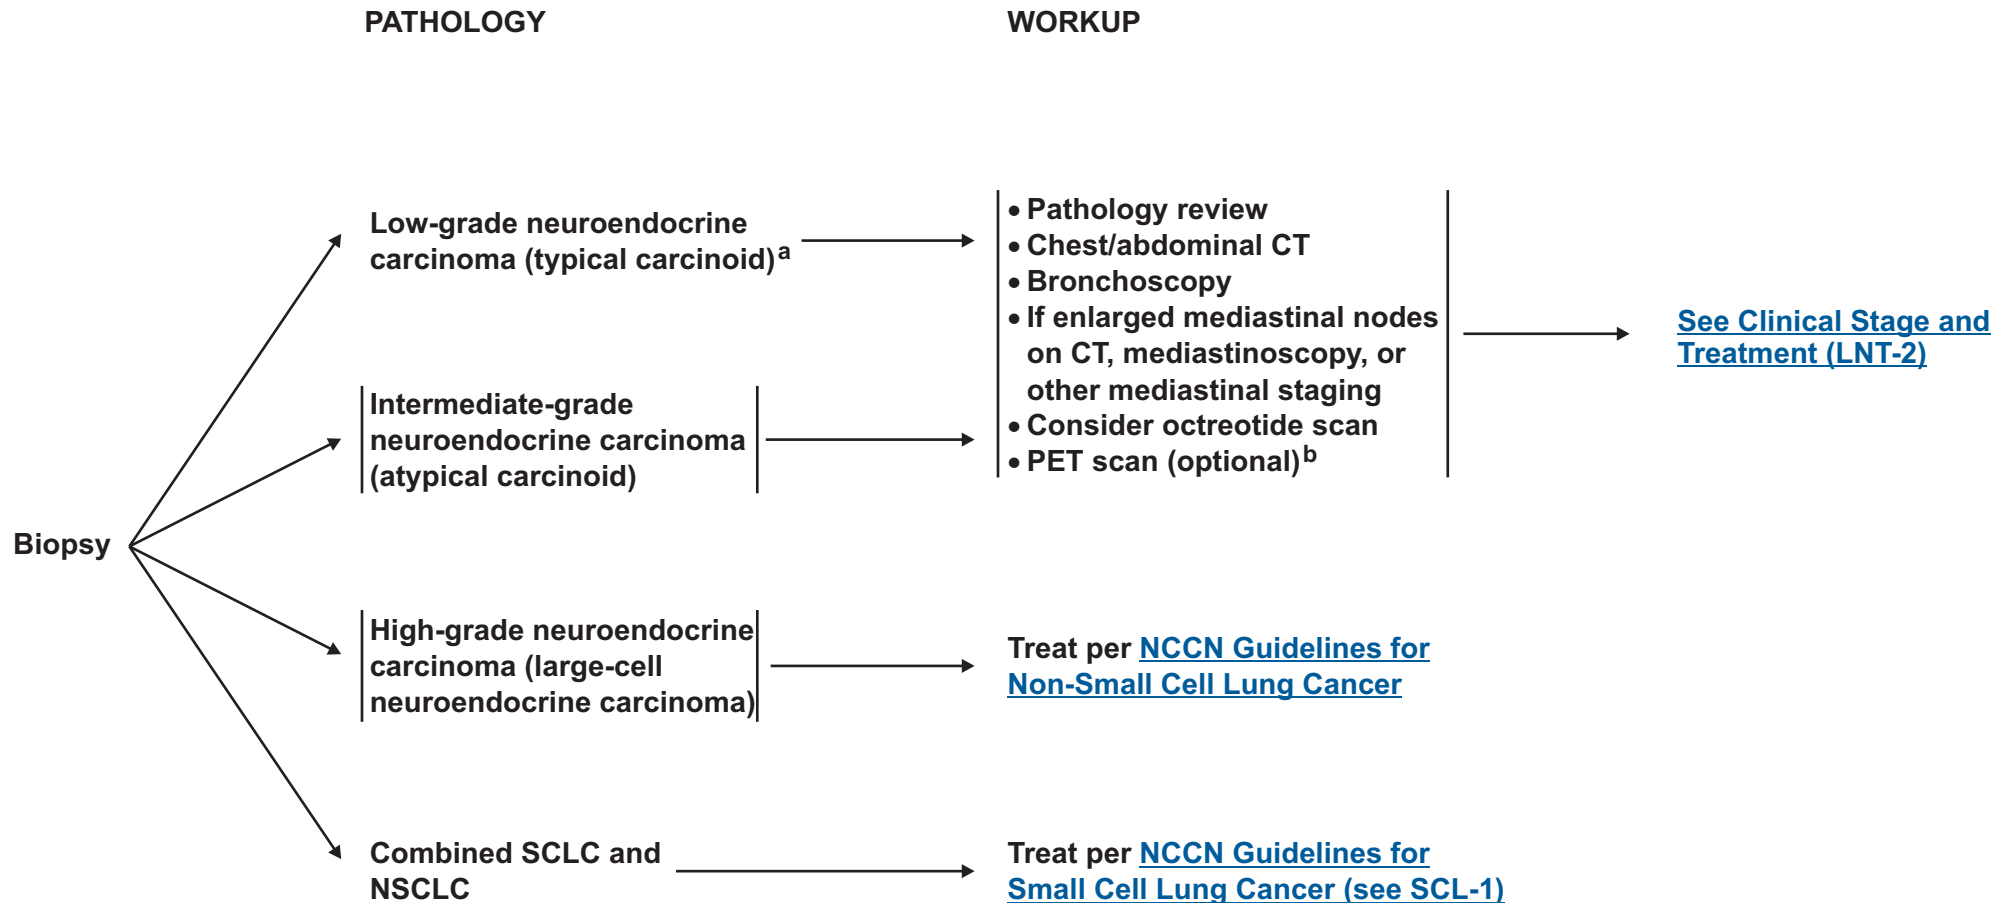 PATHOLOGY
WORKUP
Biopsy
Low-grade neuroendocrine
carcinoma (typical carcinoid)a
Intermediate-grade
neuroendocrine carcinoma
(atypical carcinoid)
• Pathology review
• Chest/abdominal CT
• Bronchoscopy
• If enlarged mediastinal nodes
on CT, mediastinoscopy, or
other mediastinal staging
• Consider octreotide scan
• PET scan (optional)b
See Clinical Stage and
Treatment (LNT-2)
High-grade neuroendocrine
carcinoma (large-cell
neuroendocrine carcinoma)
Treat per NCCN Guidelines for
Non-Small Cell Lung Cancer
Combined SCLC and
NSCLC
Treat per NCCN Guidelines for
Small Cell Lung Cancer (see SCL-1)